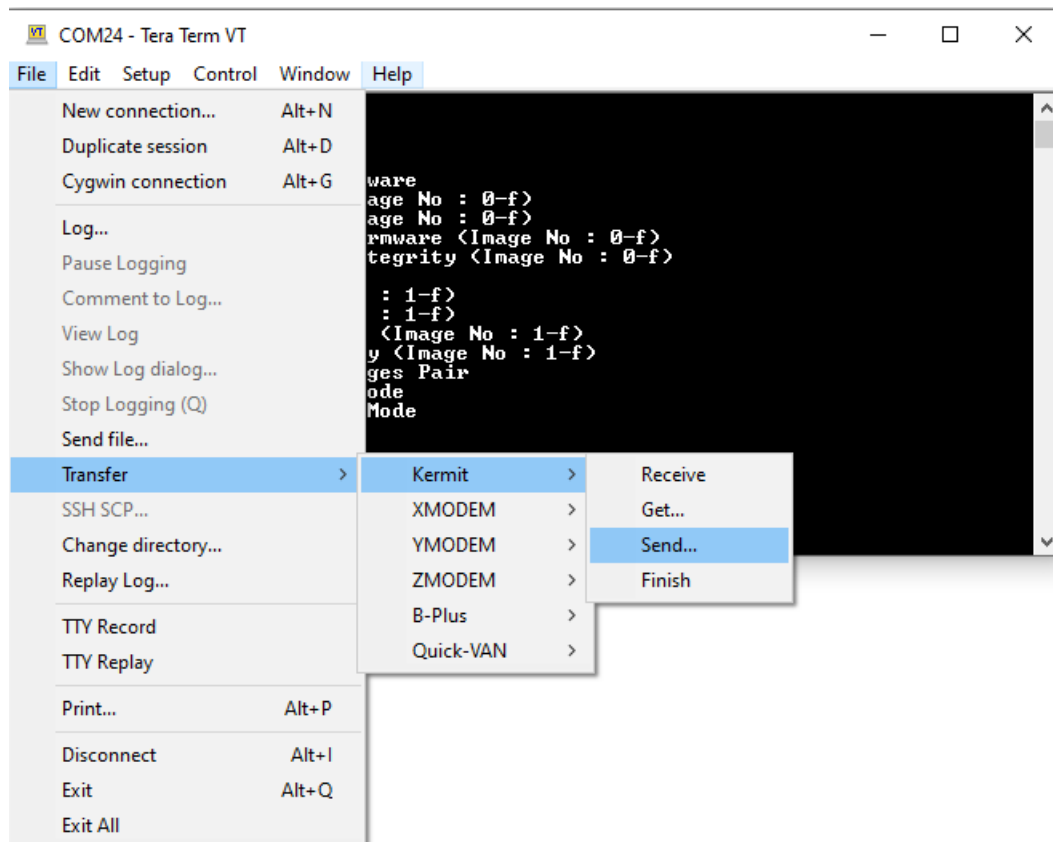 COM24 - Tera Term VT
File Edit Setup Control Window Help
New connection... Alt+N
Duplicate session Alt+D
Cygwin connection Alt+G
Log...
Pause Logging
Comment to Log...
View Log
Show Log dialog...
Stop Logging (Q)
Send file...
Transfer
SSH SCP...
Change directory...
Replay Log...
TTY Record
TTY Replay
Print... Alt+P
Disconnect Alt+I
Exit Alt+Q
Exit All
ware
age No : 0-f)
age No : 0-f)
rmware (Image No : 0-f)
tegrity (Image No : 0-f)
: 1-f)
: 1-f)
(Image No : 1-f)
y (Image No : 1-f)
ges Pair
ode
Mode
Kermit
XMODEM
YMODEM
ZMODEM
B-Plus
Quick-VAN
Receive
Get...
Send...
Finish